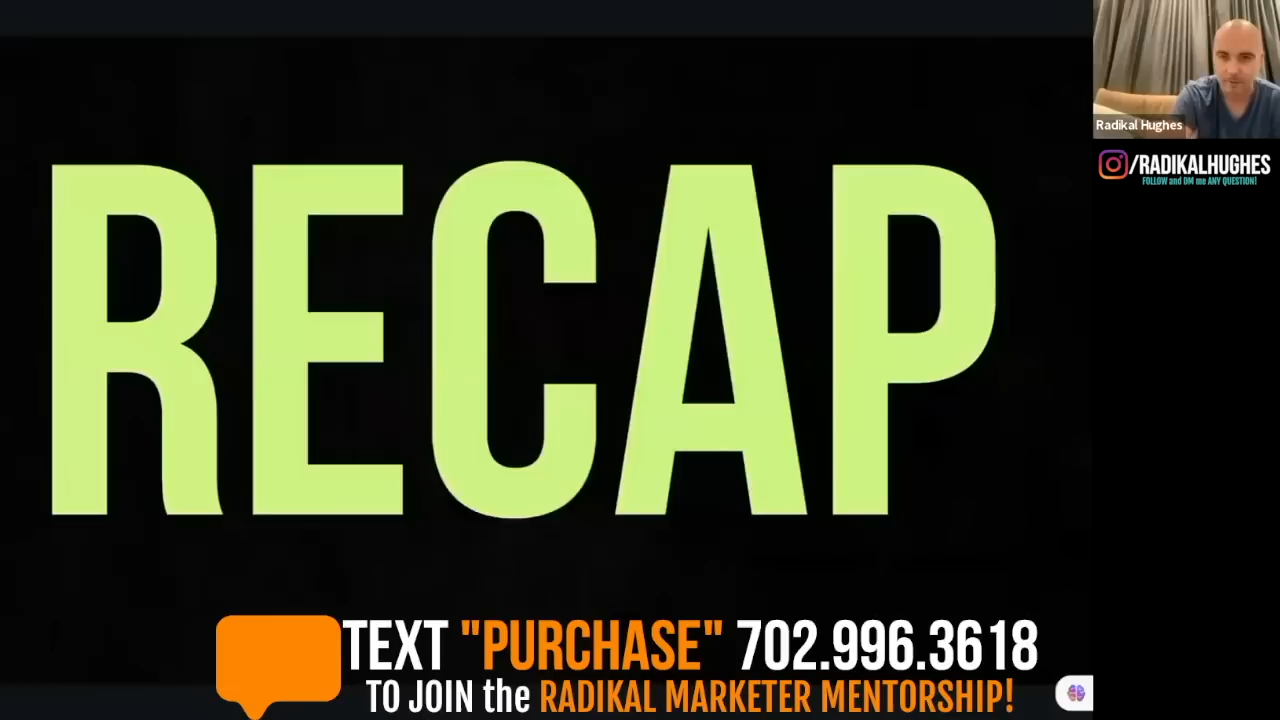 RECAP
Radikal Hughes
/RADIKALHUGHES
FOLLOW and DM me ANY QUESTION!
TEXT "PURCHASE" 702.996.3618
TO JOIN the RADIKAL MARKETER MENTORSHIP!